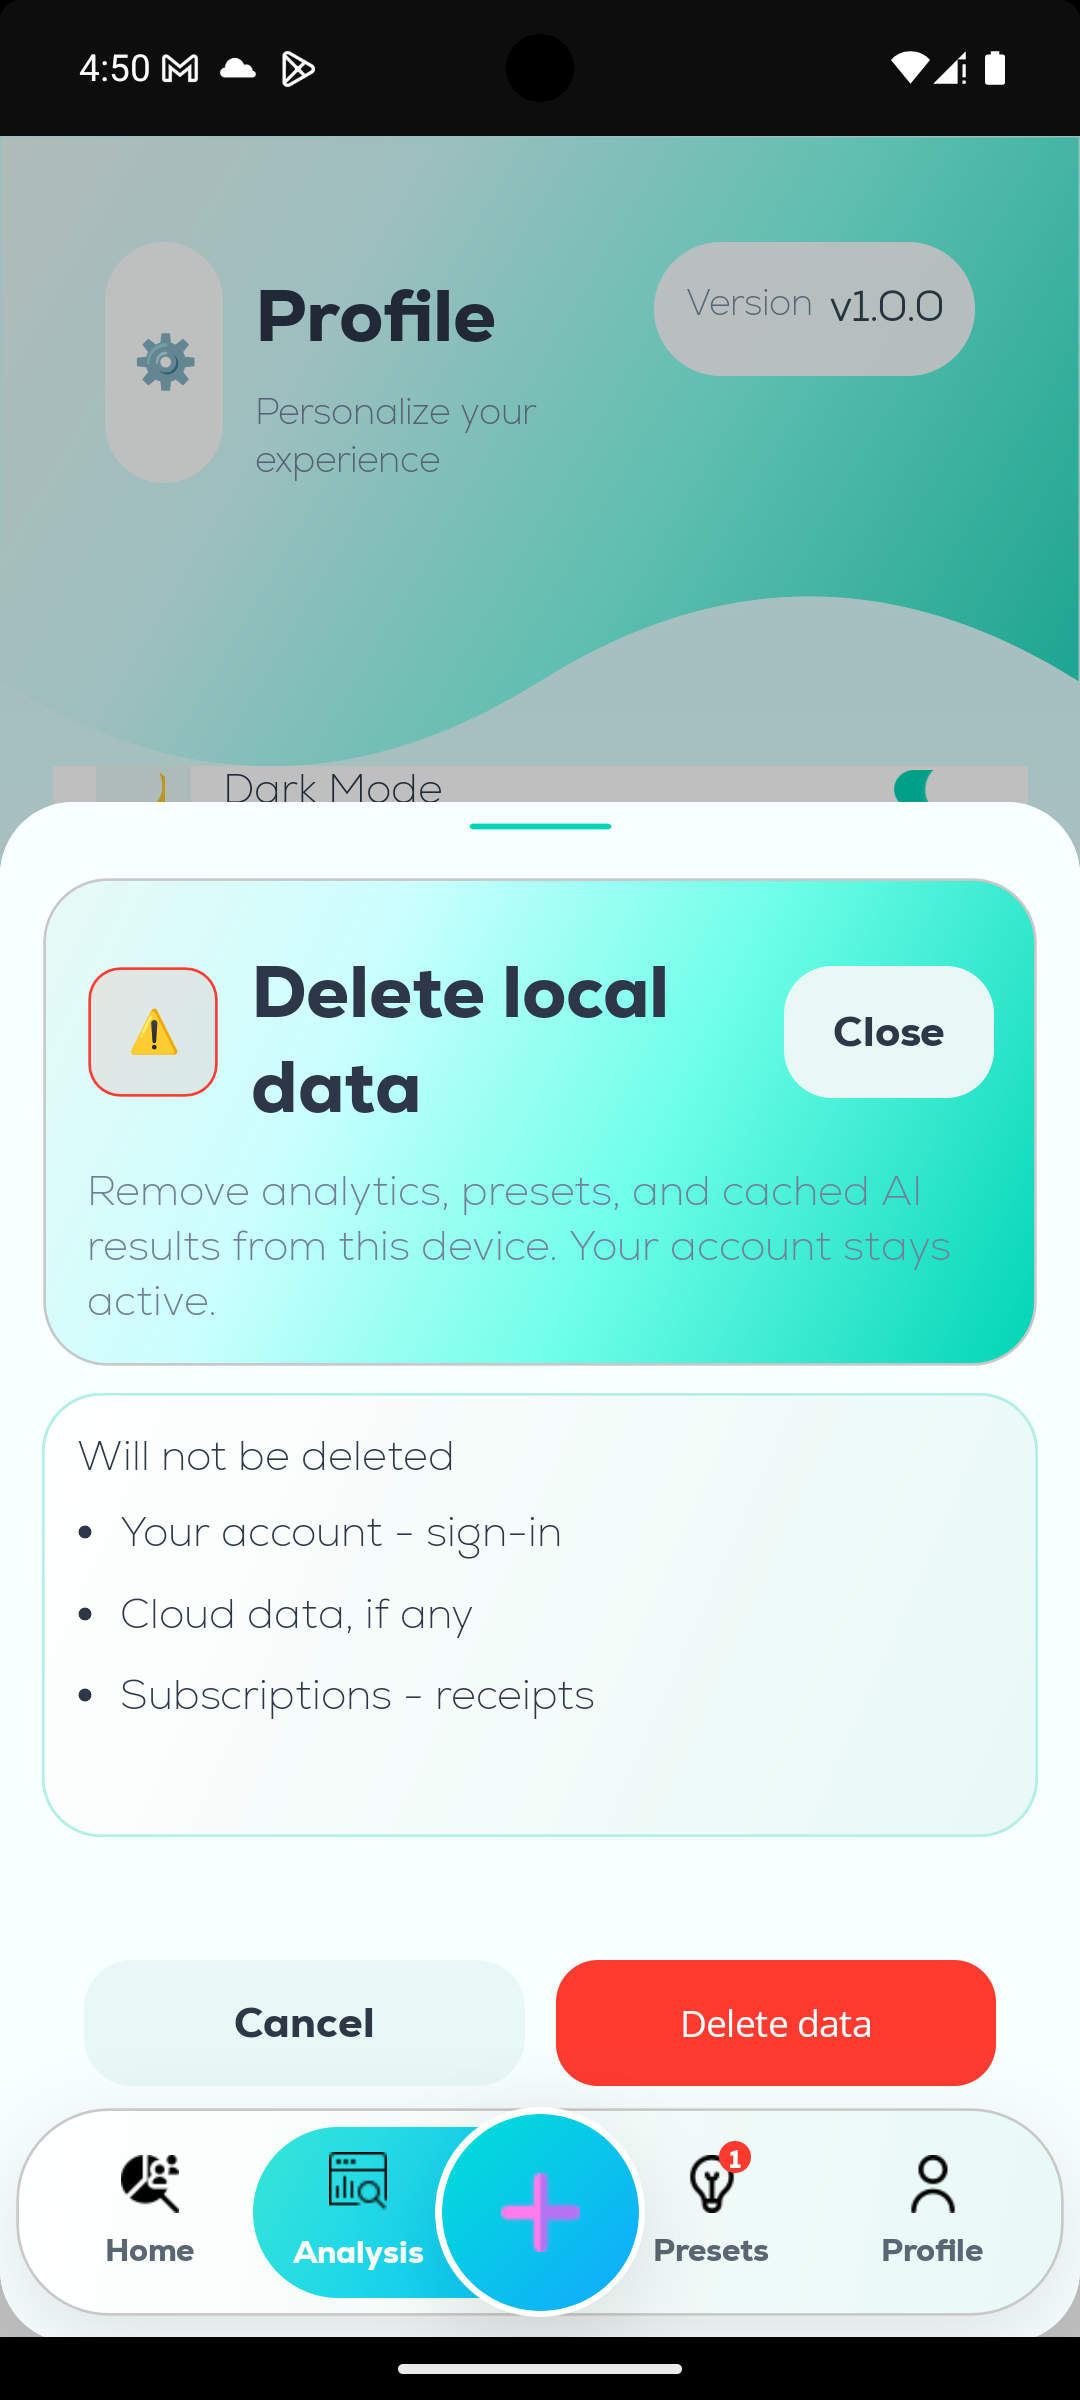 4:50
Profile
Version v1.0.0
Personalize your
experience
Dark Mode
Delete local
data
Close
Remove analytics, presets, and cached AI
results from this device. Your account stays
active.
Will not be deleted
• Your account - sign-in
• Cloud data, if any
• Subscriptions - receipts
Cancel
Delete data
1
Home
Analysis
Presets
Profile